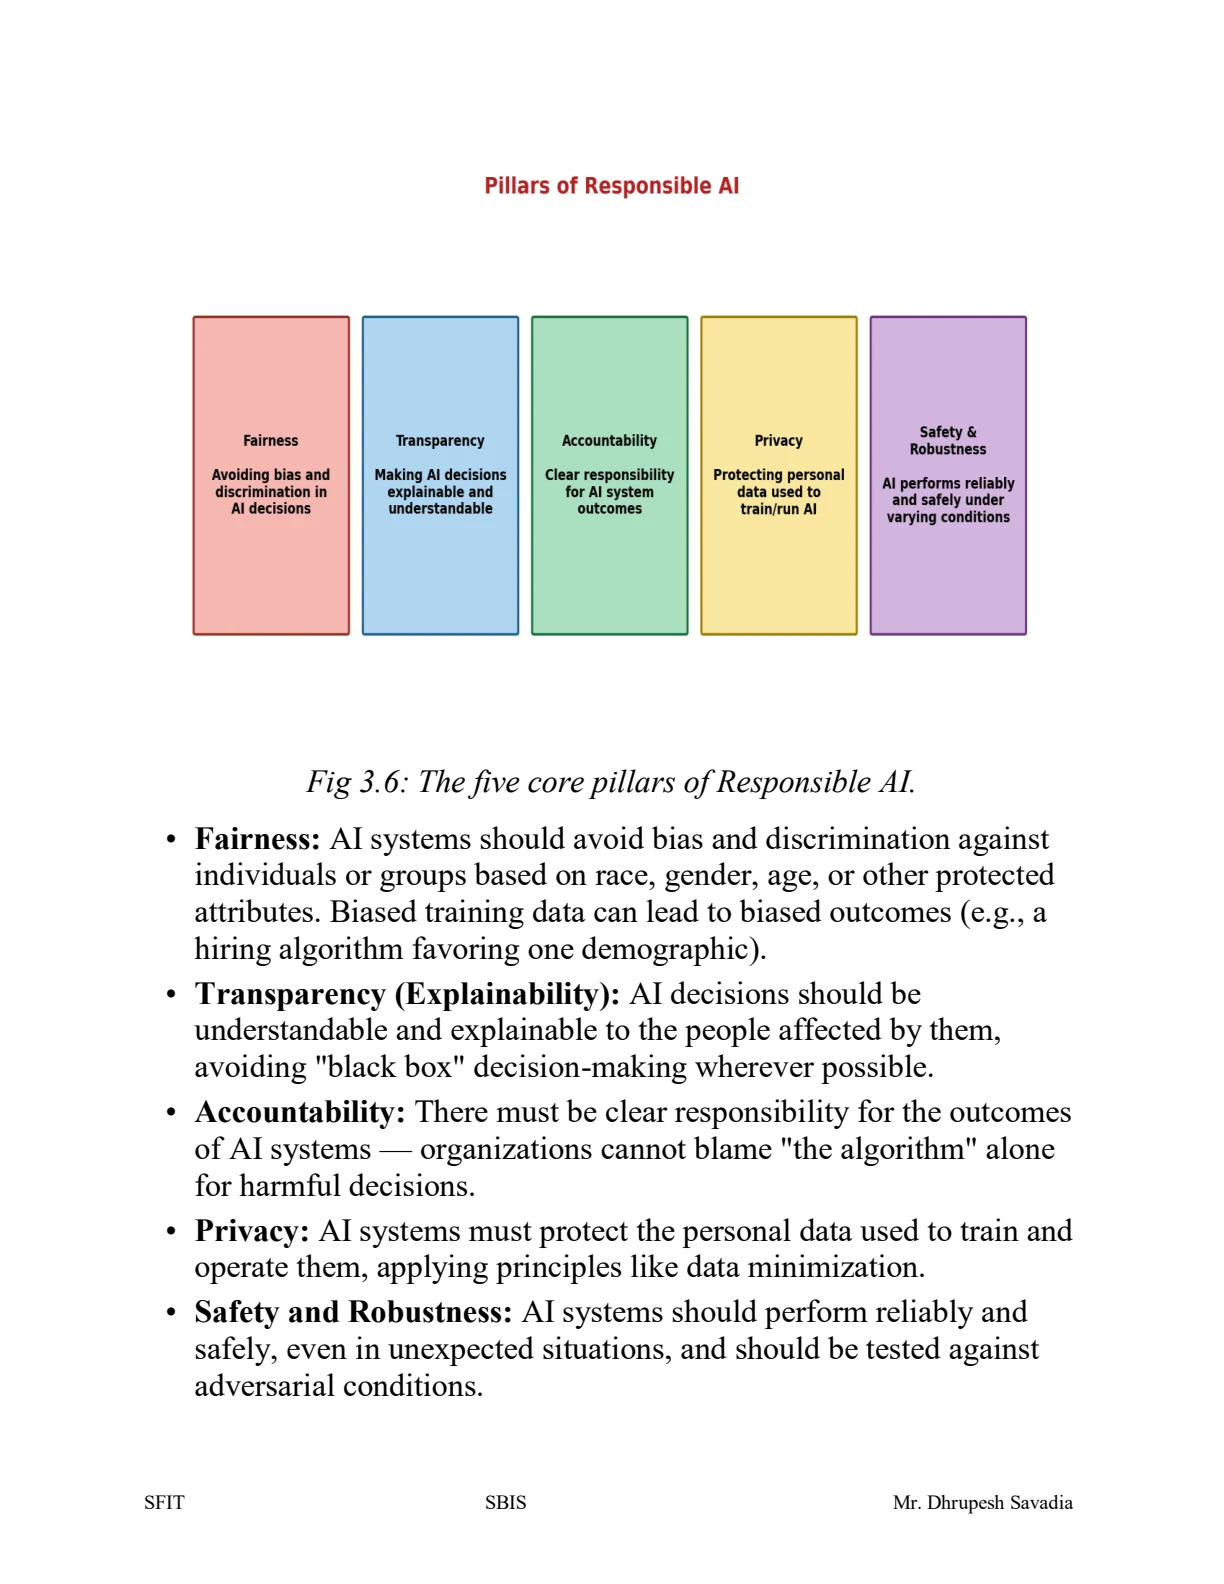 Pillars of Responsible AI
Fairness
Avoiding bias and
discrimination in
AI decisions
Transparency
Making AI decisions
explainable and
understandable
Accountability
Clear responsibility
for AI system
outcomes
Privacy
Protecting personal
data used to
train/run AI
Safety &
Robustness
AI performs reliably
and safely under
varying conditions
Fig 3.6: The five core pillars of Responsible AI.
• Fairness: AI systems should avoid bias and discrimination against
individuals or groups based on race, gender, age, or other protected
attributes. Biased training data can lead to biased outcomes (e.g., a
hiring algorithm favoring one demographic).
• Transparency (Explainability): AI decisions should be
understandable and explainable to the people affected by them,
avoiding "black box" decision-making wherever possible.
• Accountability: There must be clear responsibility for the outcomes
of AI systems — organizations cannot blame "the algorithm" alone
for harmful decisions.
• Privacy: AI systems must protect the personal data used to train and
operate them, applying principles like data minimization.
• Safety and Robustness: AI systems should perform reliably and
safely, even in unexpected situations, and should be tested against
adversarial conditions.
SFIT SBIS Mr. Dhrupesh Savadia